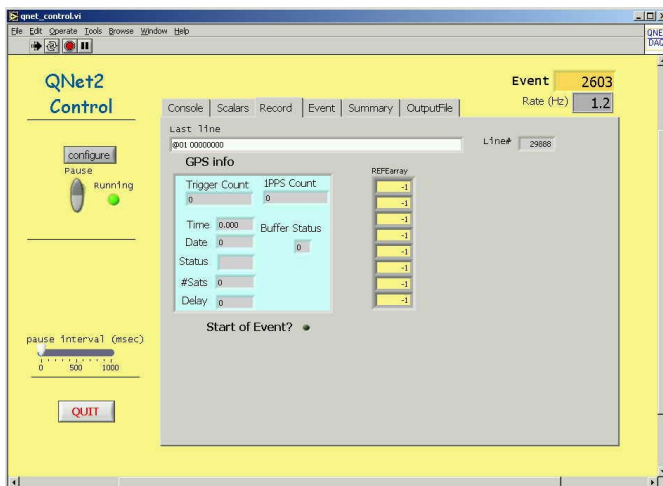 qnet_control.vi
File Edit Operate Tools Browse Window Help
QNE
DAQ
QNet2
Control
configure
Pause
Running
pause interval (msec)
0 500 1000
QUIT
Event 2603
Rate (Hz) 1.2
Console Scalars Record Event Summary OutputFile
Last line
@01 00000000
Line# 29888
GPS info
Trigger Count 1PPS Count
0 0
Time 0.000 Buffer Status
Date 0
0
Status
#Sats 0
Delay 0
REFEarray
-1
-1
-1
-1
-1
-1
-1
-1
Start of Event?